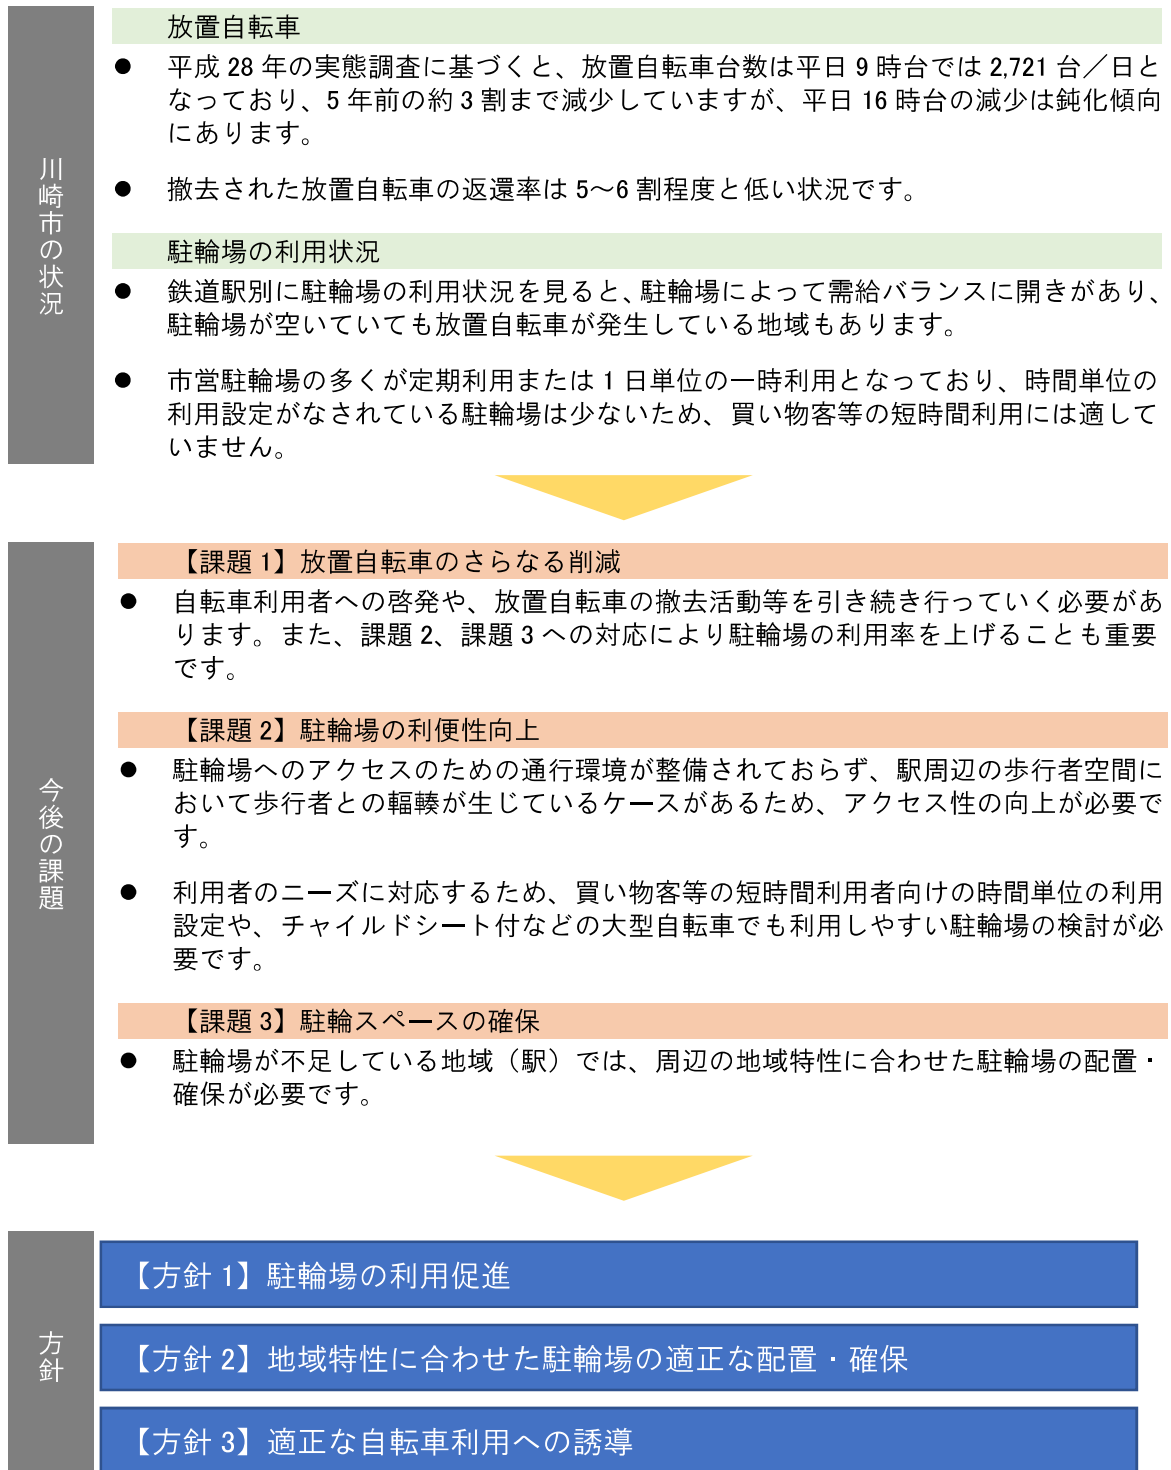 川崎市の状況
放置自転車
● 平成 28 年の実態調査に基づくと、放置自転車台数は平日 9 時台では 2,721 台／日と
なっており、5 年前の約 3 割まで減少していますが、平日 16 時台の減少は鈍化傾向
にあります。
● 撤去された放置自転車の返還率は 5～6 割程度と低い状況です。
駐輪場の利用状況
● 鉄道駅別に駐輪場の利用状況を見ると、駐輪場によって需給バランスに開きがあり、
駐輪場が空いていても放置自転車が発生している地域もあります。
● 市営駐輪場の多くが定期利用または 1 日単位の一時利用となっており、時間単位の
利用設定がなされている駐輪場は少ないため、買い物客等の短時間利用には適して
いません。
今後の課題
【課題 1】放置自転車のさらなる削減
● 自転車利用者への啓発や、放置自転車の撤去活動等を引き続き行っていく必要があ
ります。また、課題 2、課題 3 への対応により駐輪場の利用率を上げることも重要
です。
【課題 2】駐輪場の利便性向上
● 駐輪場へのアクセスのための通行環境が整備されておらず、駅周辺の歩行者空間に
おいて歩行者との輻輳が生じているケースがあるため、アクセス性の向上が必要で
す。
● 利用者のニーズに対応するため、買い物客等の短時間利用者向けの時間単位の利用
設定や、チャイルドシート付などの大型自転車でも利用しやすい駐輪場の検討が必
要です。
【課題 3】駐輪スペースの確保
● 駐輪場が不足している地域（駅）では、周辺の地域特性に合わせた駐輪場の配置・
確保が必要です。
方針
【方針 1】駐輪場の利用促進
【方針 2】地域特性に合わせた駐輪場の適正な配置・確保
【方針 3】適正な自転車利用への誘導